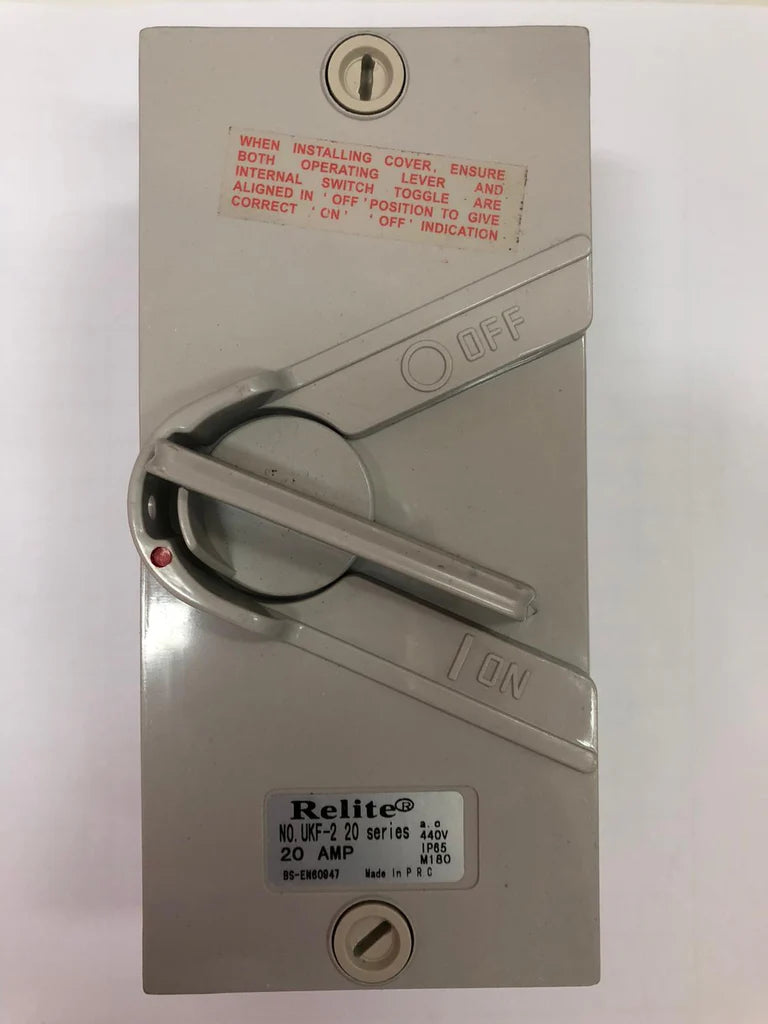 WHEN INSTALLING COVER, ENSURE
BOTH OPERATING LEVER AND
INTERNAL SWITCH TOGGLE ARE
ALIGNED IN 'OFF' POSITION TO GIVE
CORRECT 'ON' 'OFF' INDICATION
OFF
ON
Relite®
NO. UKF-2 20 series a.c
440V
20 AMP IP65
M180
BS-EN60947 Made In P R C